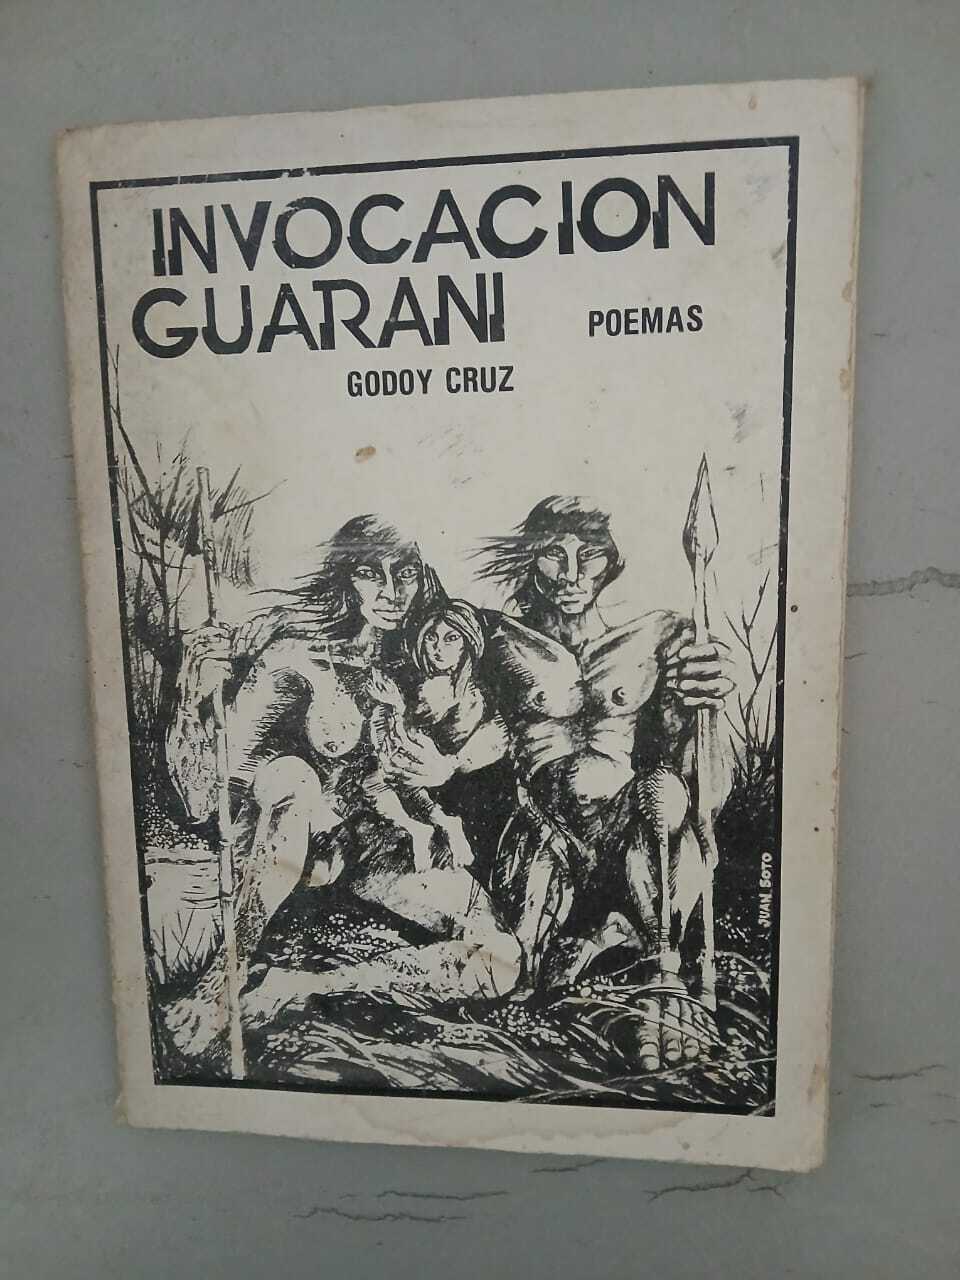 INVOCACION
GUARANI
POEMAS
GODOY CRUZ
JUAN SOTO